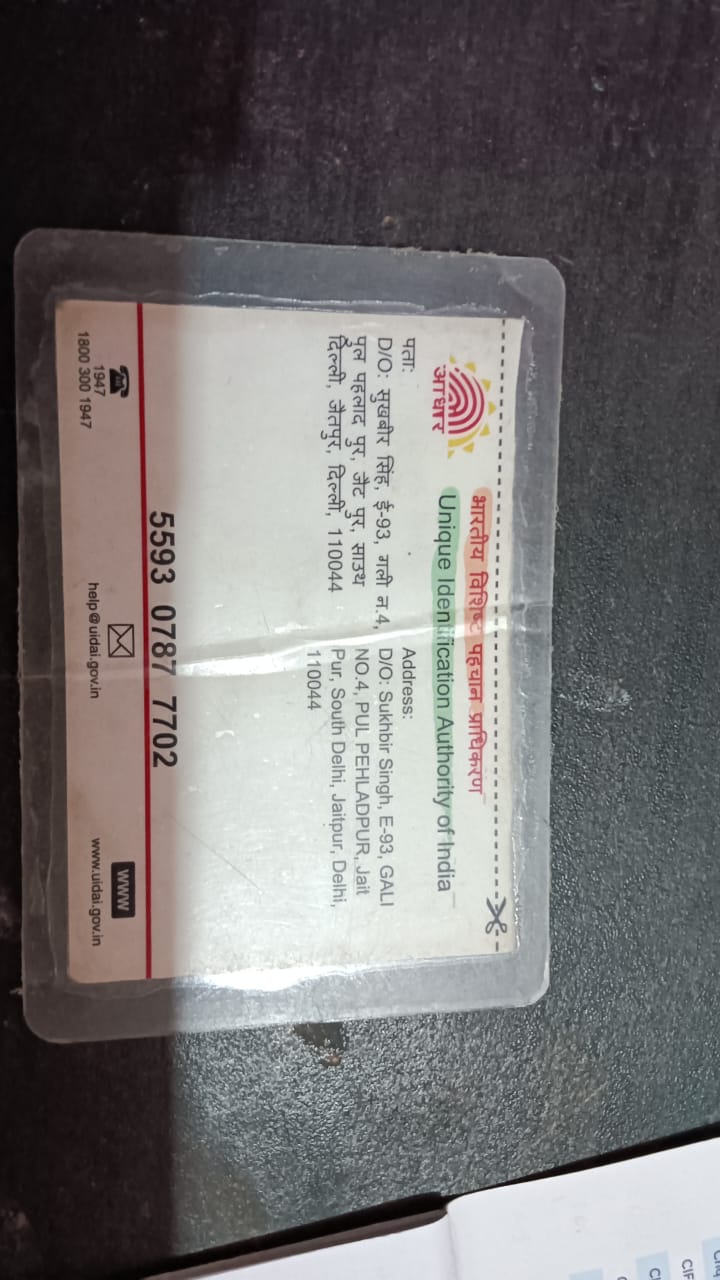 भारतीय विशिष्ट पहचान प्राधिकरण
Unique Identification Authority of India
आधार
पता:
D/O: सुखबीर सिंह, ई-93, गली न.4,
पुल पहलाद पुर, जैट पुर, साउथ
दिल्ली, जैतपुर, दिल्ली, 110044
Address:
D/O: Sukhbir Singh, E-93, GALI
NO.4, PUL PEHLADPUR, Jait
Pur, South Delhi, Jaitpur, Delhi,
110044
5593 0787 7702
1947
1800 300 1947
help@uidai.gov.in
www
www.uidai.gov.in
CIF